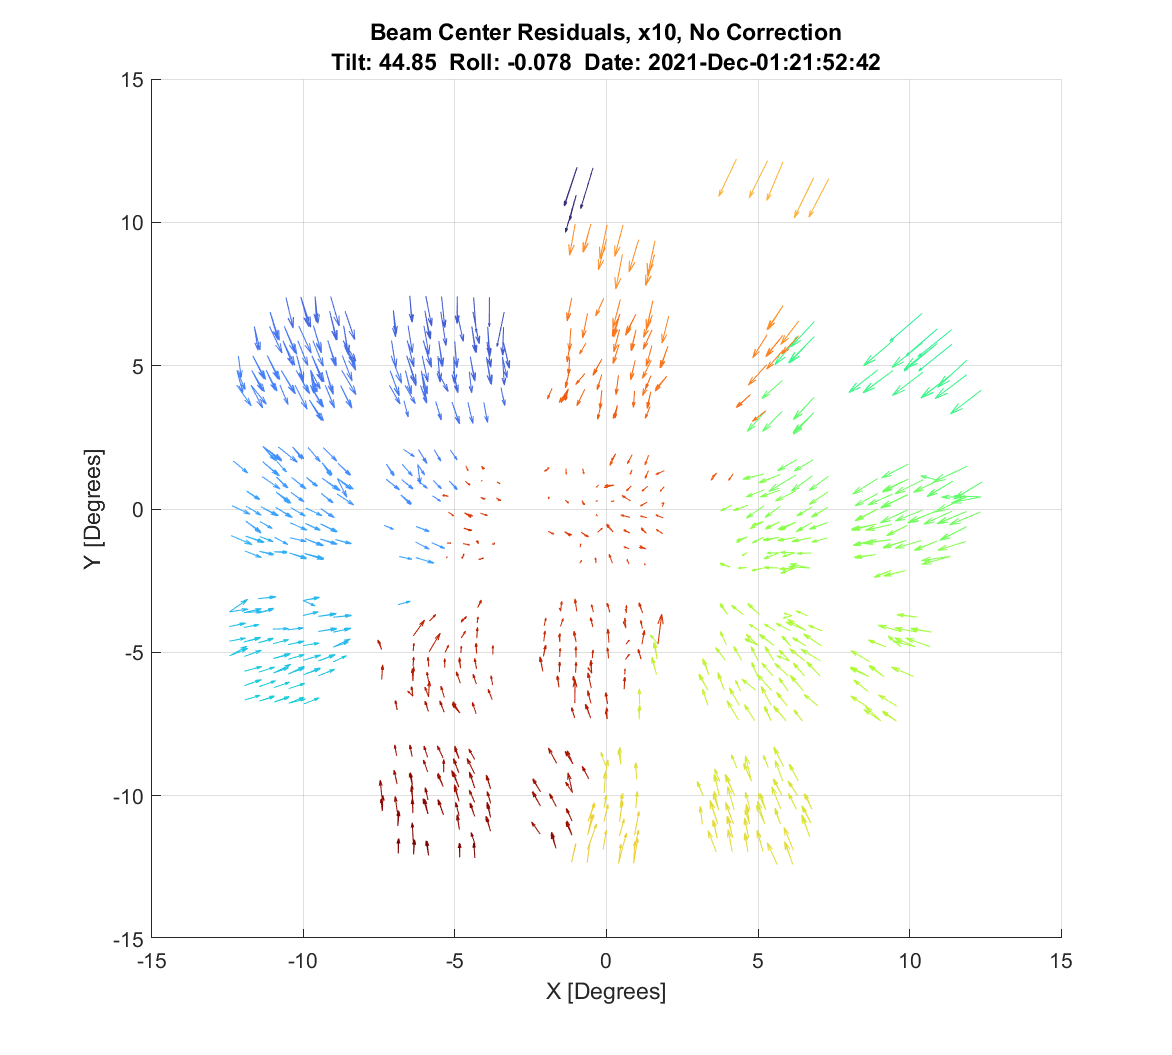 Beam Center Residuals, x10, No Correction
Tilt: 44.85 Roll: -0.078 Date: 2021-Dec-01:21:52:42
15
10
5
0
-5
-10
-15
Y [Degrees]
-15 -10 -5 0 5 10 15
X [Degrees]